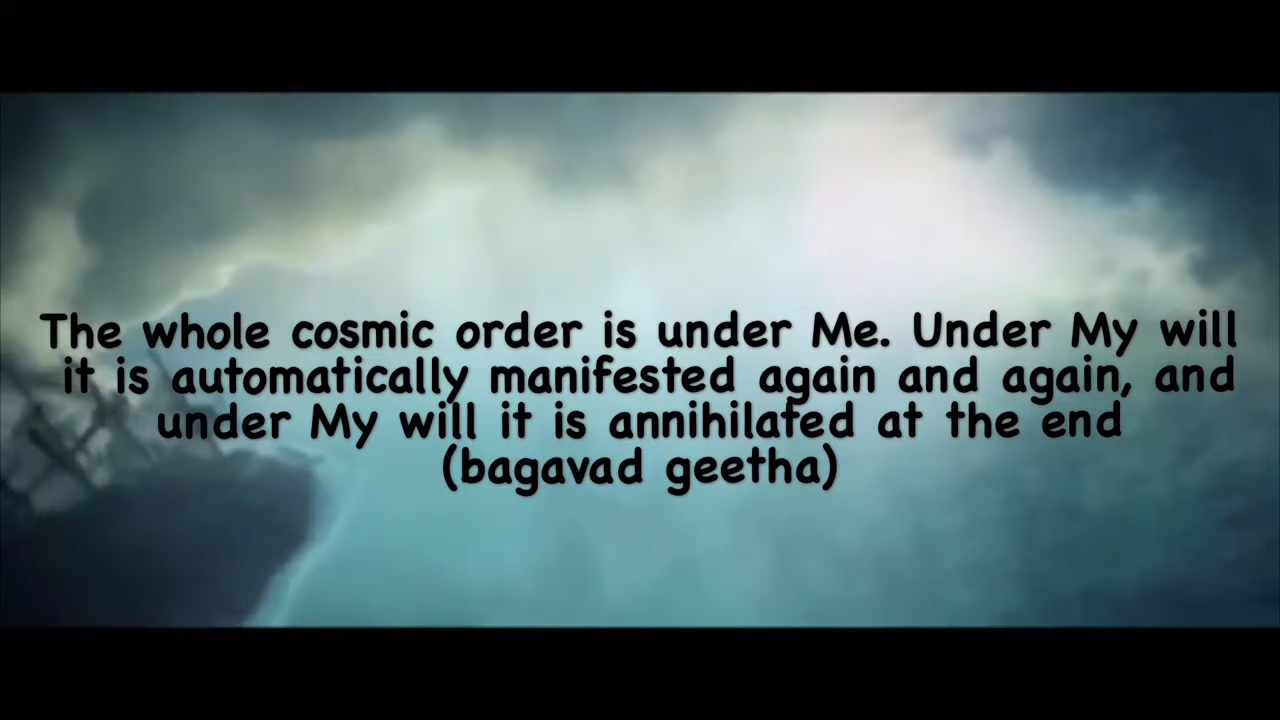 The whole cosmic order is under Me. Under My will
it is automatically manifested again and again, and
under My will it is annihilated at the end
(bagavad geetha)